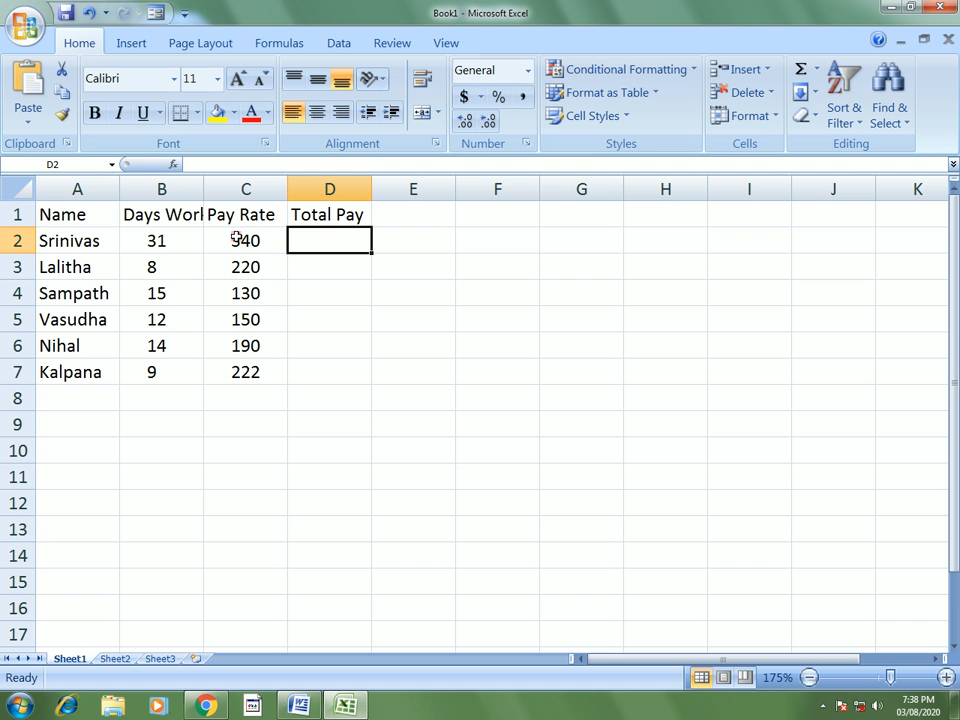 Book1 - Microsoft Excel
Home Insert Page Layout Formulas Data Review View
Calibri 11 General Conditional Formatting Insert Σ
Paste B I U A $ % , Format as Table Delete Sort & Find &
Cell Styles Format Filter Select
Clipboard Font Alignment Number Styles Cells Editing
D2 fx
A B C D E F G H I J K
1 Name Days Worl Pay Rate Total Pay
2 Srinivas 31 40
3 Lalitha 8 220
4 Sampath 15 130
5 Vasudha 12 150
6 Nihal 14 190
7 Kalpana 9 222
8
9
10
11
12
13
14
15
16
17
Sheet1 Sheet2 Sheet3
Ready 175%
7:38 PM
03/08/2020